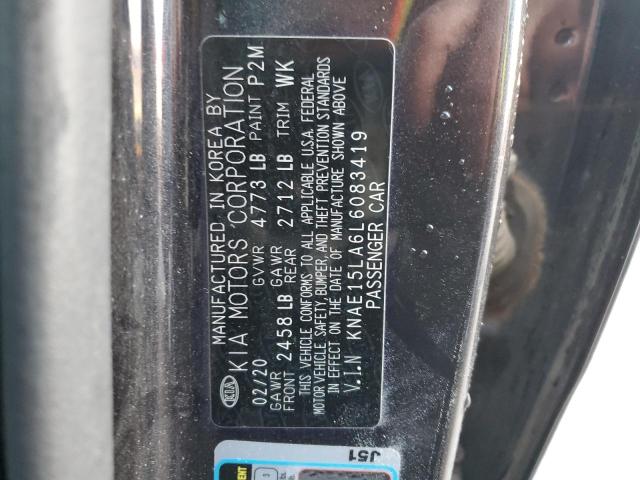 MANUFACTURED IN KOREA BY
KIA KIA MOTORS CORPORATION
02/20 GVWR 4773 LB PAINT P2M
GAWR FRONT 2458 LB GAWR REAR 2712 LB TRIM WK
THIS VEHICLE CONFORMS TO ALL APPLICABLE U.S.A. FEDERAL
MOTOR VEHICLE SAFETY, BUMPER, AND THEFT PREVENTION STANDARDS
IN EFFECT ON THE DATE OF MANUFACTURE SHOWN ABOVE
V.I.N KNAE15LA6L6083419
PASSENGER CAR
J51